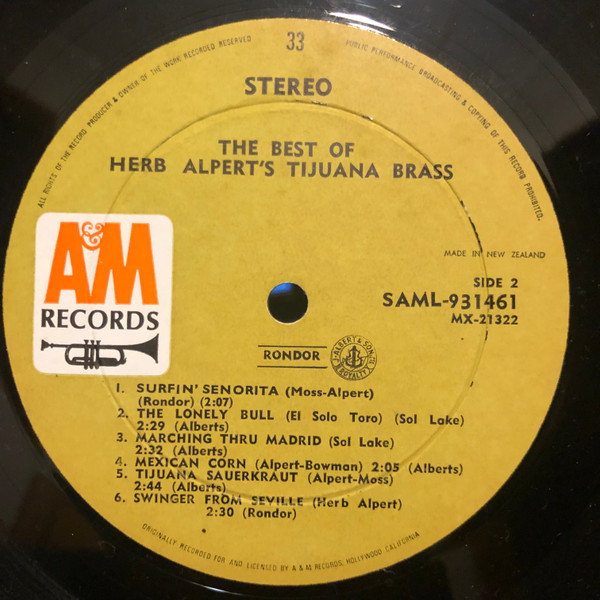 ALL RIGHTS OF THE RECORD PRODUCER & OWNER OF THE WORK RECORDED RESERVED
33
PUBLIC PERFORMANCE BROADCASTING & COPYING OF THIS RECORD PROHIBITED.
STEREO
THE BEST OF
HERB ALPERT'S TIJUANA BRASS
A&M
RECORDS
MADE IN NEW ZEALAND
SIDE 2
SAML-931461
MX-21322
RONDOR
J. ALBERT & SON
ROYALTY
1. SURFIN' SENORITA (Moss-Alpert)
(Rondor) (2:07)
2. THE LONELY BULL (El Solo Toro) (Sol Lake)
2:29 (Alberts)
3. MARCHING THRU MADRID (Sol Lake)
2:32 (Alberts)
4. MEXICAN CORN (Alpert-Bowman) 2:05 (Alberts)
5. TIJUANA SAUERKRAUT (Alpert-Moss)
2:44 (Alberts)
6. SWINGER FROM SEVILLE (Herb Alpert)
2:30 (Rondor)
ORIGINALLY RECORDED FOR AND LICENSED BY A & M RECORDS, HOLLYWOOD, CALIFORNIA